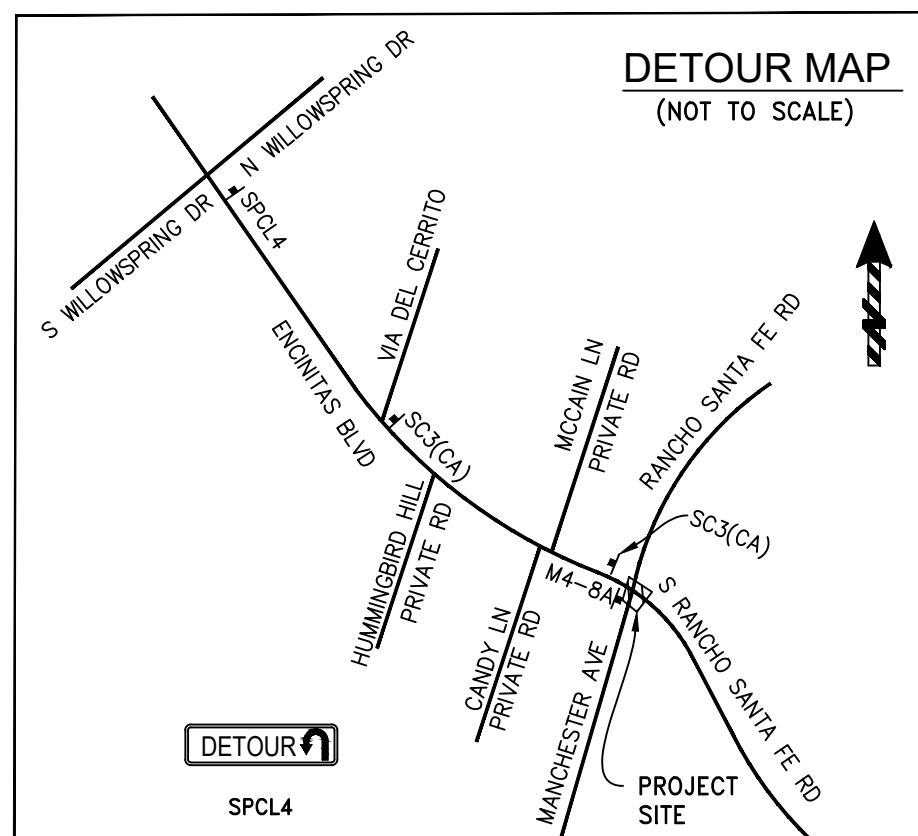 DETOUR MAP
(NOT TO SCALE)
N WILLOWSPRING DR
S WILLOWSPRING DR
SPCL4
VIA DEL CERRITO
ENCINITAS BLVD
SC3(CA)
MCCAIN LN
PRIVATE RD
RANCHO SANTA FE RD
N
HUMMINGBIRD HILL
PRIVATE RD
SC3(CA)
M4-8A
CANDY LN
PRIVATE RD
MANCHESTER AVE
S RANCHO SANTA FE RD
PROJECT
SITE
DETOUR
SPCL4